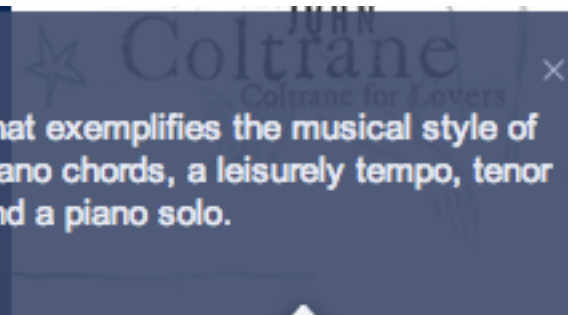 JOHN
Coltrane
Coltrane for Lovers
hat exemplifies the musical style of
ano chords, a leisurely tempo, tenor
nd a piano solo.